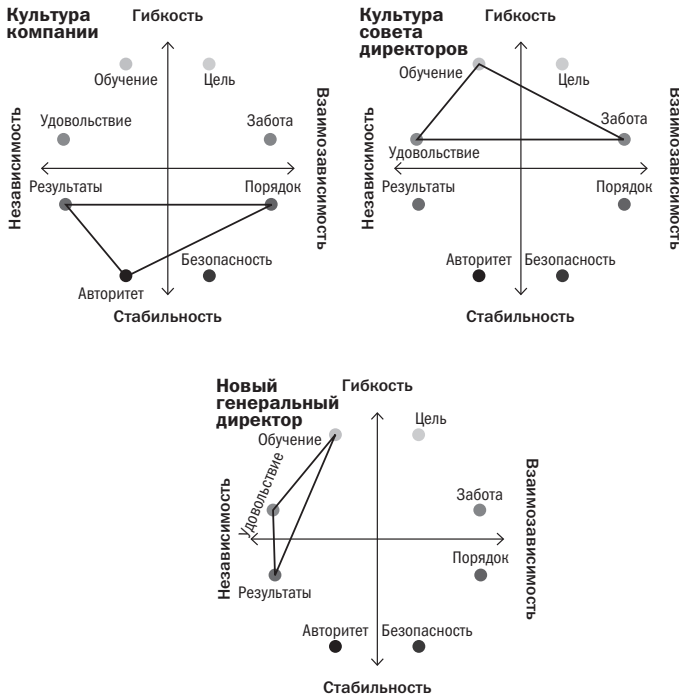 Культура
компании
Гибкость
Обучение
Цель
Удовольствие
Забота
Независимость
Взаимозависимость
Результаты
Порядок
Безопасность
Авторитет
Стабильность
Культура
совета
директоров
Гибкость
Обучение
Цель
Забота
Удовольствие
Независимость
Взаимозависимость
Результаты
Порядок
Авторитет
Безопасность
Стабильность
Новый
генеральный
директор
Гибкость
Обучение
Цель
Удовольствие
Забота
Независимость
Взаимозависимость
Порядок
Результаты
Авторитет
Безопасность
Стабильность